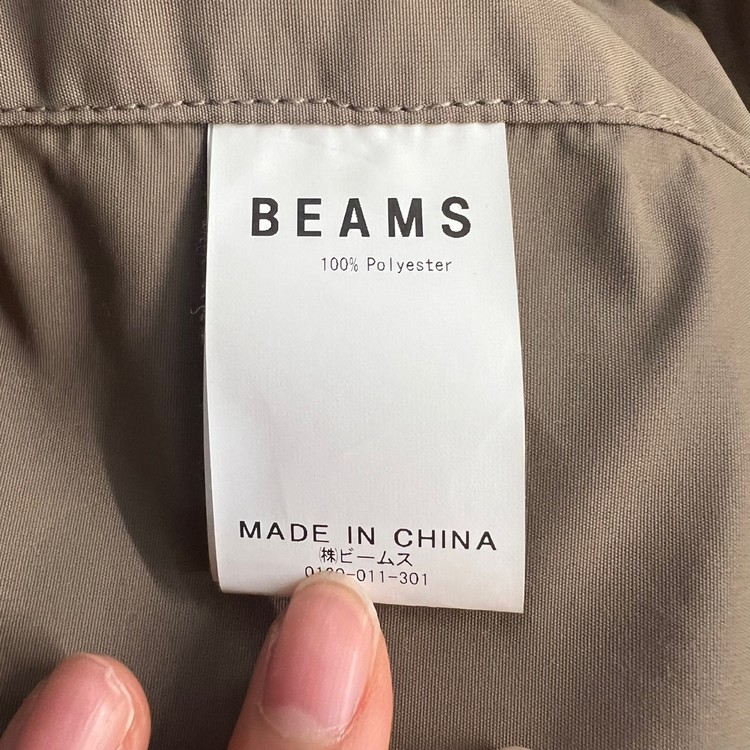 BEAMS
100% Polyester
MADE IN CHINA
㈱ビームス